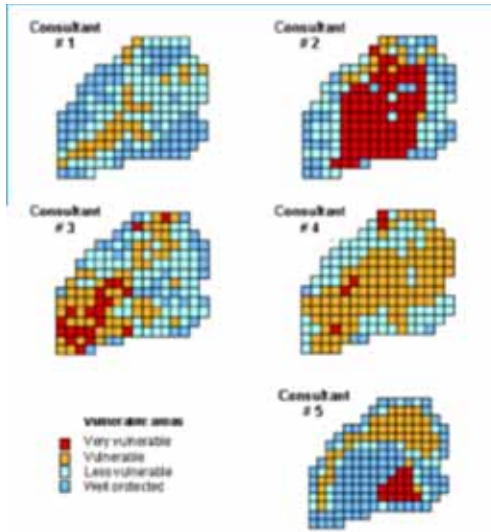 Consultant
# 1
Consultant
# 2
Consultant
# 3
Consultant
# 4
Consultant
# 5
Vulnerable areas
Very vulnerable
Vulnerable
Less vulnerable
Well protected